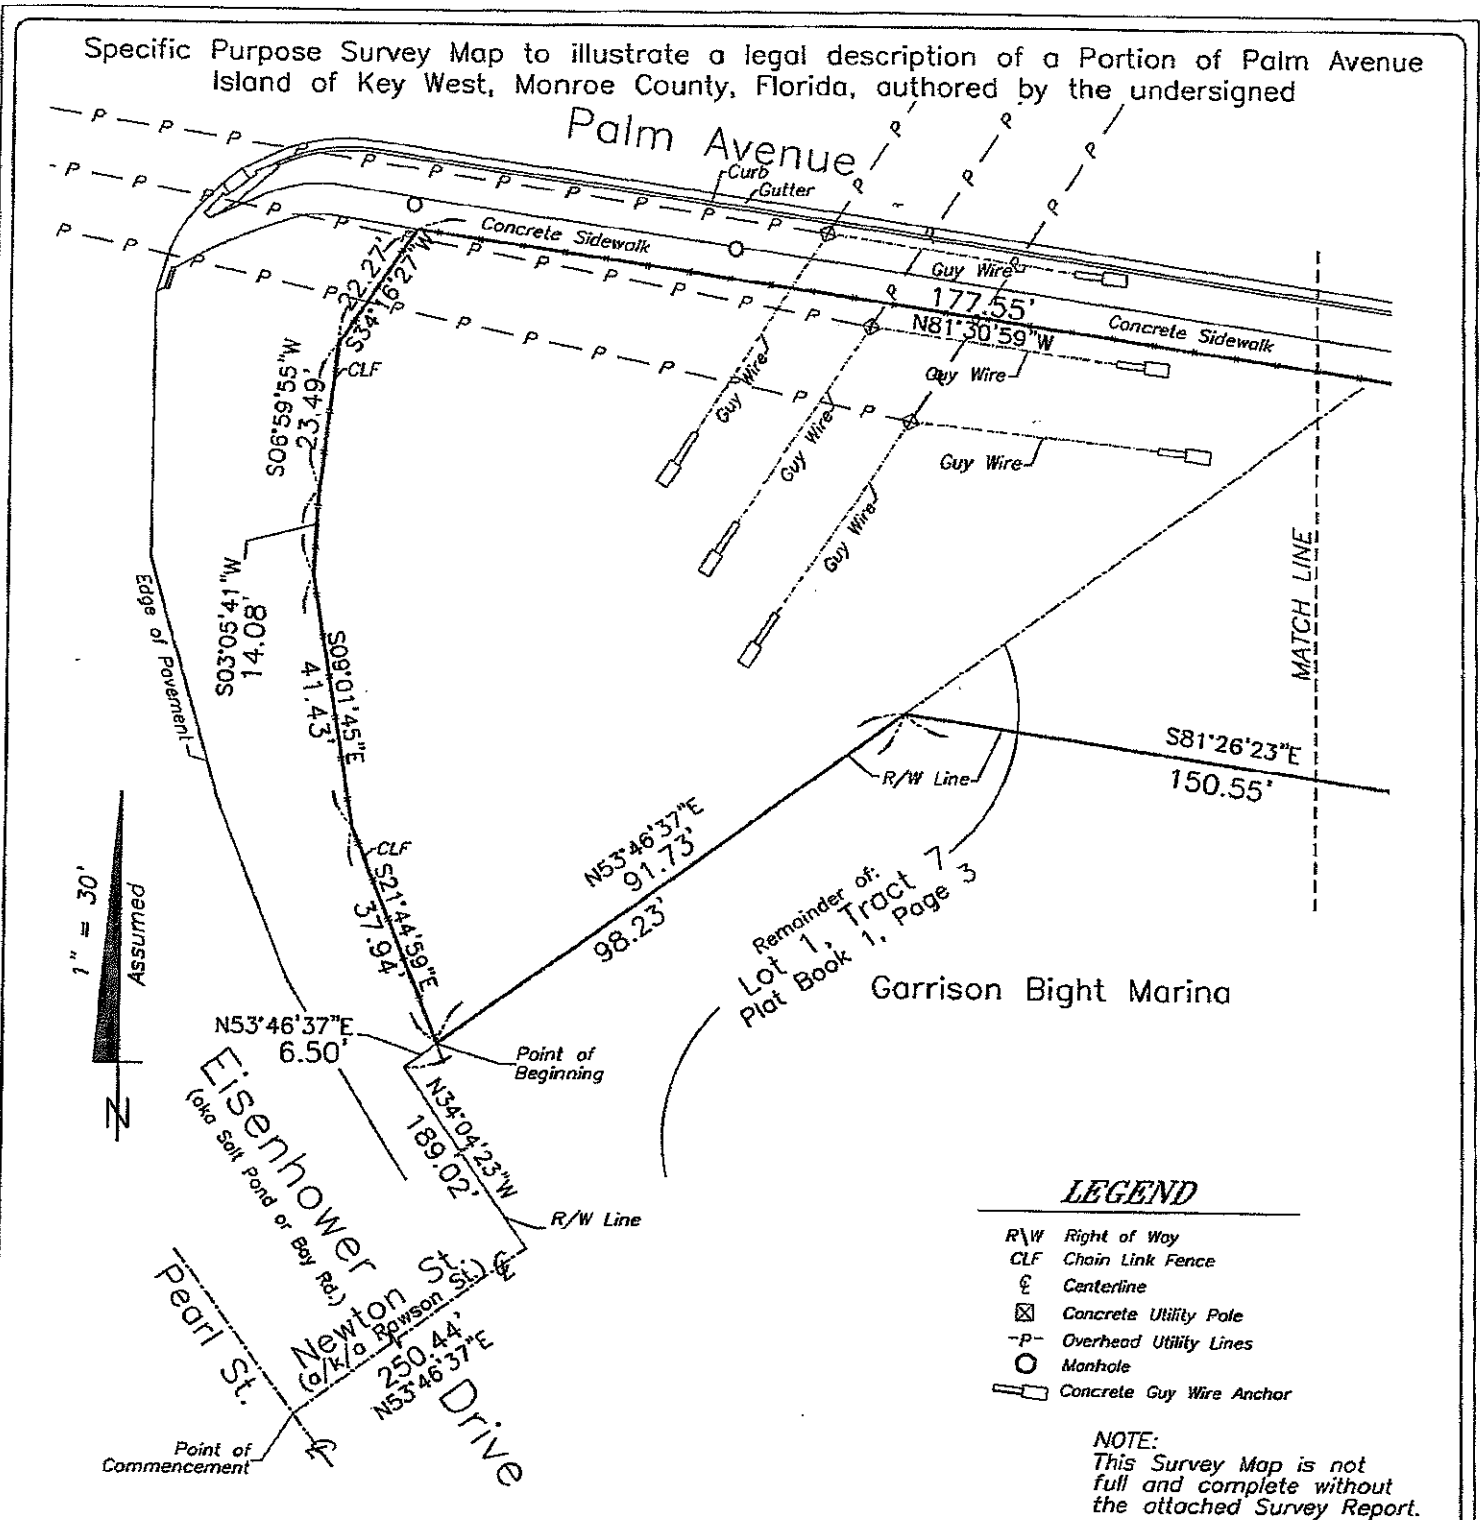 Specific Purpose Survey Map to illustrate a legal description of a Portion of Palm Avenue
Island of Key West, Monroe County, Florida, authored by the undersigned
Palm Avenue
P P P P P P P P P P P
Curb
Gutter
Concrete Sidewalk
Guy Wire
177.55'
N81°30'59"W
Concrete Sidewalk
Guy Wire
Guy Wire
Guy Wire
Guy Wire
Guy Wire
22.27'
S34°16'27"W
CLF
S06°59'55"W
23.49'
S03°05'41"W
14.08'
S09°01'45"E
41.43'
Edge of Pavement
MATCH LINE
S81°26'23"E
150.55'
R/W Line
CLF
S21°44'59"E
37.94'
N53°46'37"E
91.73'
98.23'
Remainder of:
Lot 1, Tract 7
Plat Book 1, Page 3
Garrison Bight Marina
1" = 30'
Assumed
N
N53°46'37"E
6.50'
Point of
Beginning
N34°04'23"W
189.02'
R/W Line
Eisenhower Drive
(aka Salt Pond or Bay Rd.)
Pearl St.
Newton St.
(a/k/a Rawson St.)
250.44'
N53°46'37"E
Point of
Commencement
LEGEND
R\W Right of Way
CLF Chain Link Fence
℄ Centerline
Concrete Utility Pole
-P- Overhead Utility Lines
Manhole
Concrete Guy Wire Anchor
NOTE:
This Survey Map is not
full and complete without
the attached Survey Report.